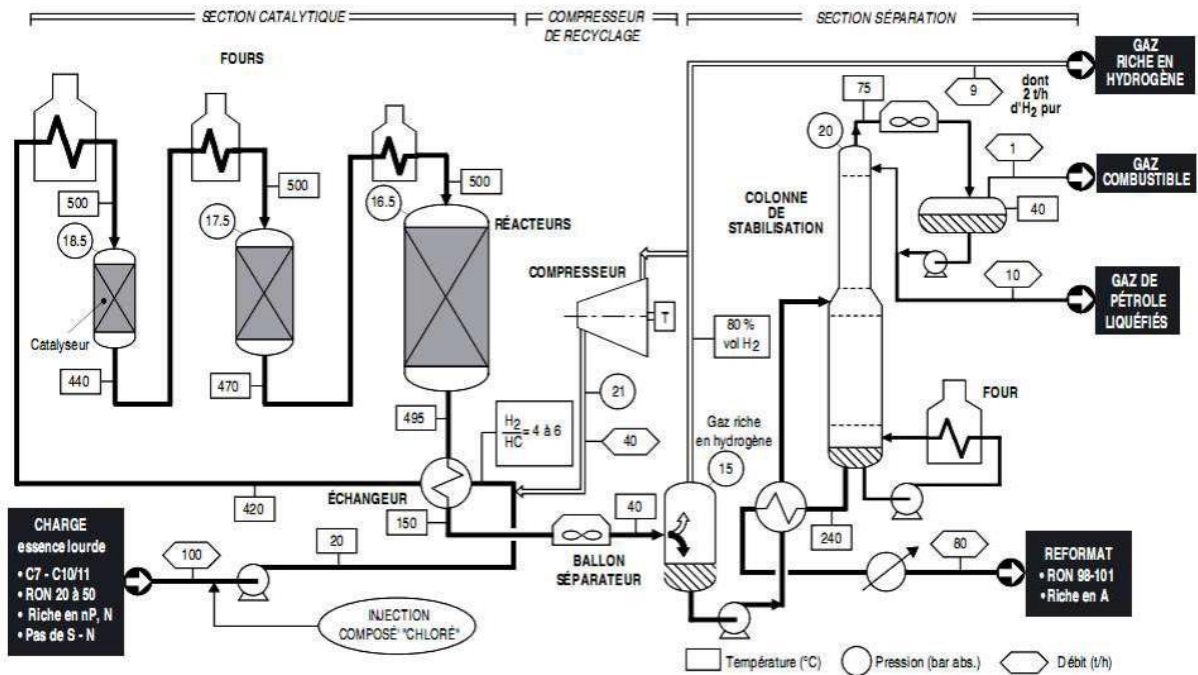 SECTION CATALYTIQUE
COMPRESSEUR
DE RECYCLAGE
SECTION SÉPARATION
FOURS
GAZ
RICHE EN
HYDROGÈNE
9
dont
2 t/h
d'H2 pur
75
20
1
GAZ
COMBUSTIBLE
40
500
500
500
18.5
17.5
16.5
RÉACTEURS
COLONNE
DE
STABILISATION
COMPRESSEUR
T
10
GAZ DE
PÉTROLE
LIQUÉFIÉS
Catalyseur
80 %
vol H2
440
470
495
21
FOUR
H2
HC
= 4 à 6
40
Gaz riche
en hydrogène
15
ÉCHANGEUR
420
150
40
240
CHARGE
essence lourde
• C7 - C10/11
• RON 20 à 50
• Riche en nP, N
• Pas de S - N
100
20
BALLON
SÉPARATEUR
80
REFORMAT
• RON 98-101
• Riche en A
INJECTION
COMPOSÉ "CHLORÉ"
Température (°C)
Pression (bar abs.)
Débit (t/h)